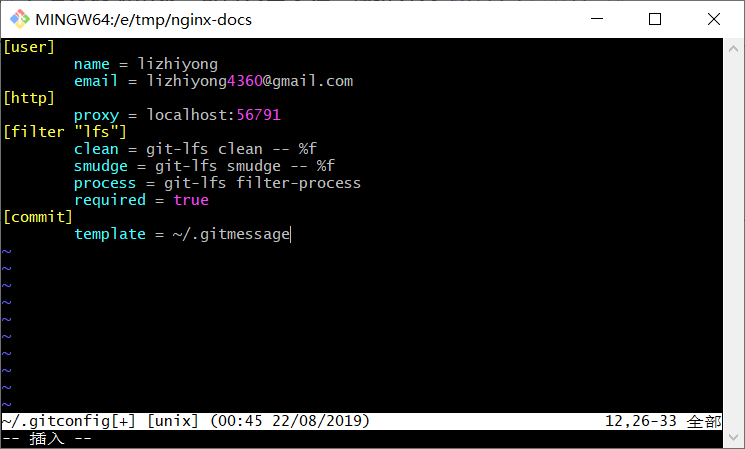 MINGW64:/e/tmp/nginx-docs
[user]
        name = lizhiyong
        email = lizhiyong4360@gmail.com
[http]
        proxy = localhost:56791
[filter "lfs"]
        clean = git-lfs clean -- %f
        smudge = git-lfs smudge -- %f
        process = git-lfs filter-process
        required = true
[commit]
        template = ~/.gitmessage
~
~
~
~
~
~
~
~
~
~
~/.gitconfig[+] [unix] (00:45 22/08/2019) 12,26-33 全部
-- 插入 --